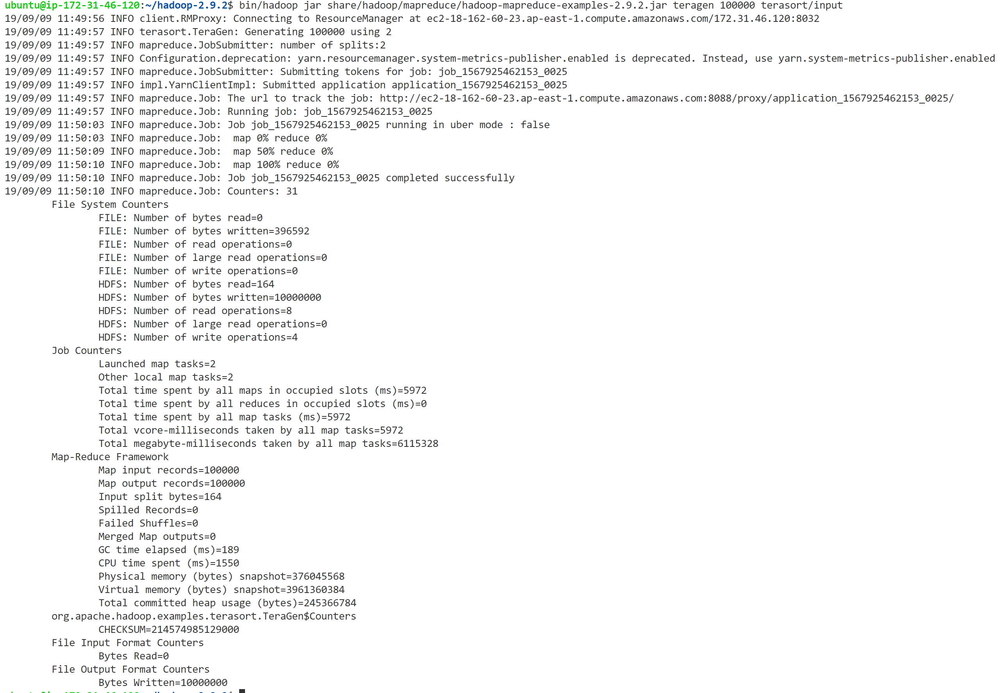 ubuntu@ip-172-31-46-120:~/hadoop-2.9.2$ bin/hadoop jar share/hadoop/mapreduce/hadoop-mapreduce-examples-2.9.2.jar teragen 100000 terasort/input
19/09/09 11:49:56 INFO client.RMProxy: Connecting to ResourceManager at ec2-18-162-60-23.ap-east-1.compute.amazonaws.com/172.31.46.120:8032
19/09/09 11:49:57 INFO terasort.TeraGen: Generating 100000 using 2
19/09/09 11:49:57 INFO mapreduce.JobSubmitter: number of splits:2
19/09/09 11:49:57 INFO Configuration.deprecation: yarn.resourcemanager.system-metrics-publisher.enabled is deprecated. Instead, use yarn.system-metrics-publisher.enabled
19/09/09 11:49:57 INFO mapreduce.JobSubmitter: Submitting tokens for job: job_1567925462153_0025
19/09/09 11:49:57 INFO impl.YarnClientImpl: Submitted application application_1567925462153_0025
19/09/09 11:49:57 INFO mapreduce.Job: The url to track the job: http://ec2-18-162-60-23.ap-east-1.compute.amazonaws.com:8088/proxy/application_1567925462153_0025/
19/09/09 11:49:57 INFO mapreduce.Job: Running job: job_1567925462153_0025
19/09/09 11:50:03 INFO mapreduce.Job: Job job_1567925462153_0025 running in uber mode : false
19/09/09 11:50:03 INFO mapreduce.Job:  map 0% reduce 0%
19/09/09 11:50:09 INFO mapreduce.Job:  map 50% reduce 0%
19/09/09 11:50:10 INFO mapreduce.Job:  map 100% reduce 0%
19/09/09 11:50:10 INFO mapreduce.Job: Job job_1567925462153_0025 completed successfully
19/09/09 11:50:10 INFO mapreduce.Job: Counters: 31
File System Counters
FILE: Number of bytes read=0
FILE: Number of bytes written=396592
FILE: Number of read operations=0
FILE: Number of large read operations=0
FILE: Number of write operations=0
HDFS: Number of bytes read=164
HDFS: Number of bytes written=10000000
HDFS: Number of read operations=8
HDFS: Number of large read operations=0
HDFS: Number of write operations=4
Job Counters
Launched map tasks=2
Other local map tasks=2
Total time spent by all maps in occupied slots (ms)=5972
Total time spent by all reduces in occupied slots (ms)=0
Total time spent by all map tasks (ms)=5972
Total vcore-milliseconds taken by all map tasks=5972
Total megabyte-milliseconds taken by all map tasks=6115328
Map-Reduce Framework
Map input records=100000
Map output records=100000
Input split bytes=164
Spilled Records=0
Failed Shuffles=0
Merged Map outputs=0
GC time elapsed (ms)=189
CPU time spent (ms)=1550
Physical memory (bytes) snapshot=376045568
Virtual memory (bytes) snapshot=3961360384
Total committed heap usage (bytes)=245366784
org.apache.hadoop.examples.terasort.TeraGen$Counters
CHECKSUM=214574985129000
File Input Format Counters
Bytes Read=0
File Output Format Counters
Bytes Written=10000000
ubuntu@ip-172-31-46-120:~/hadoop-2.9.2$